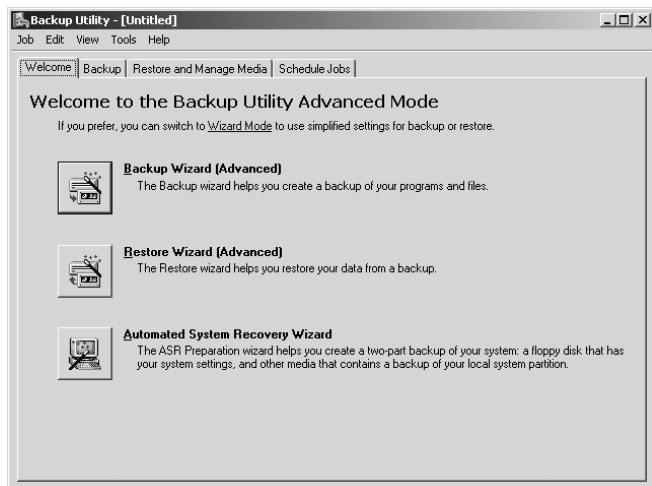 Backup Utility - [Untitled]
Job Edit View Tools Help
Welcome Backup Restore and Manage Media Schedule Jobs
Welcome to the Backup Utility Advanced Mode
If you prefer, you can switch to Wizard Mode to use simplified settings for backup or restore.
Backup Wizard (Advanced)
The Backup wizard helps you create a backup of your programs and files.
Restore Wizard (Advanced)
The Restore wizard helps you restore your data from a backup.
Automated System Recovery Wizard
The ASR Preparation wizard helps you create a two-part backup of your system: a floppy disk that has
your system settings, and other media that contains a backup of your local system partition.